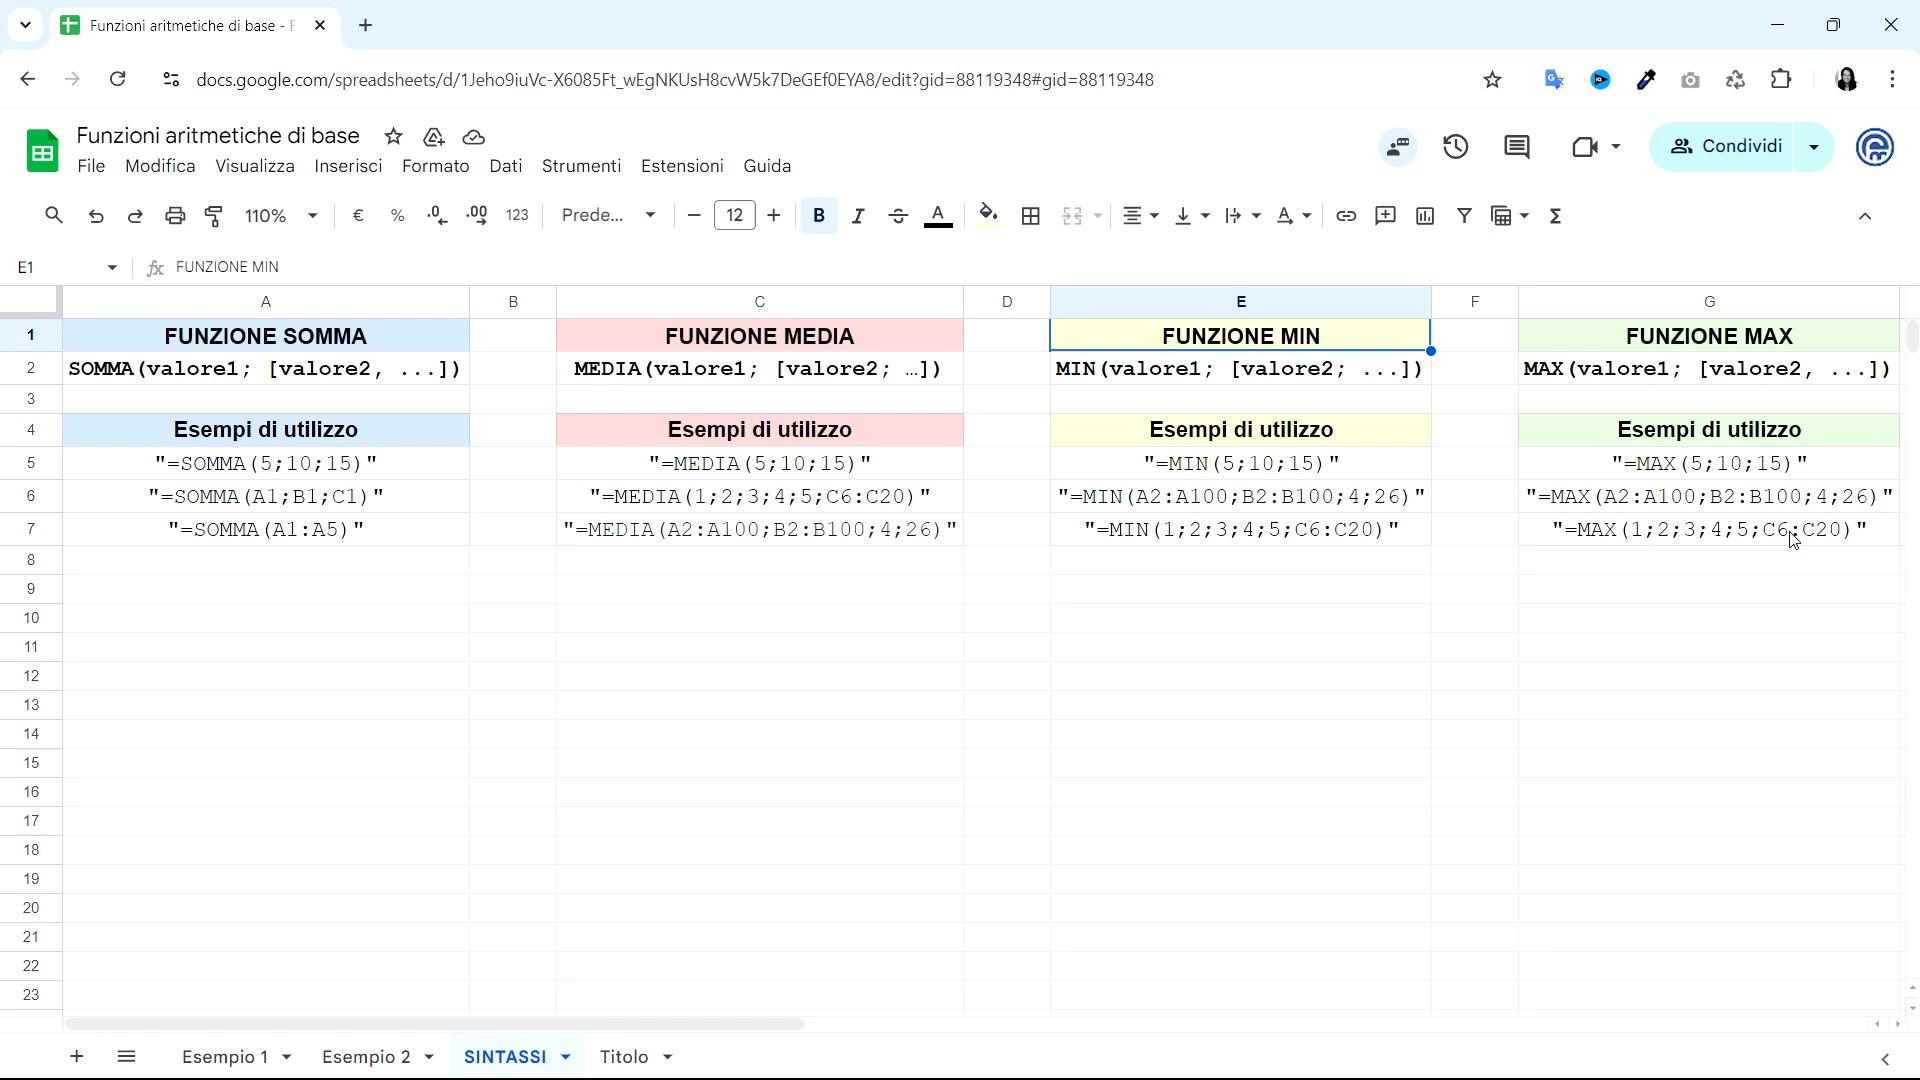 Funzioni aritmetiche di base - F
docs.google.com/spreadsheets/d/1Jeho9iuVc-X6085Ft_wEgNKUsH8cvW5k7DeGEf0EYA8/edit?gid=88119348#gid=88119348
Funzioni aritmetiche di base
File Modifica Visualizza Inserisci Formato Dati Strumenti Estensioni Guida
Condividi
110% € % .0 .00 123 Prede... 12 B I A Σ
E1 fx FUNZIONE MIN
A B C D E F G
1 FUNZIONE SOMMA FUNZIONE MEDIA FUNZIONE MIN FUNZIONE MAX
2 SOMMA(valore1; [valore2, ...]) MEDIA(valore1; [valore2; …]) MIN(valore1; [valore2; ...]) MAX(valore1; [valore2, ...])
3
4 Esempi di utilizzo Esempi di utilizzo Esempi di utilizzo Esempi di utilizzo
5 "=SOMMA(5;10;15)" "=MEDIA(5;10;15)" "=MIN(5;10;15)" "=MAX(5;10;15)"
6 "=SOMMA(A1;B1;C1)" "=MEDIA(1;2;3;4;5;C6:C20)" "=MIN(A2:A100;B2:B100;4;26)" "=MAX(A2:A100;B2:B100;4;26)"
7 "=SOMMA(A1:A5)" "=MEDIA(A2:A100;B2:B100;4;26)" "=MIN(1;2;3;4;5;C6:C20)" "=MAX(1;2;3;4;5;C6:C20)"
8
9
10
11
12
13
14
15
16
17
18
19
20
21
22
23
Esempio 1 Esempio 2 SINTASSI Titolo